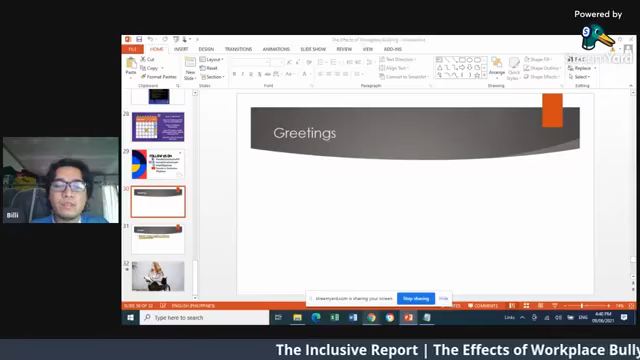 Powered by
StreamYard
The Effects of Workplace Bullying - PowerPoint
FILE
HOME
INSERT
DESIGN
TRANSITIONS
ANIMATIONS
SLIDE SHOW
REVIEW
VIEW
ADD-INS
Paste
Cut
Copy
Format Painter
Clipboard
New
Slide
Layout
Reset
Section
Slides
Font
Text Direction
Align Text
Convert to SmartArt
Paragraph
Arrange
Quick
Styles
Shape Fill
Shape Outline
Shape Effects
Drawing
Replace
Select
Editing
28
29
FOLLOW US ON
30
31
32
Greetings
Billi
streamyard.com is sharing your screen.
Stop sharing
Hide
SLIDE 30 OF 32
ENGLISH (PHILIPPINES)
NOTES
COMMENTS
Type here to search
Links
4:40 PM
09/06/2021
The Inclusive Report | The Effects of Workplace Bull